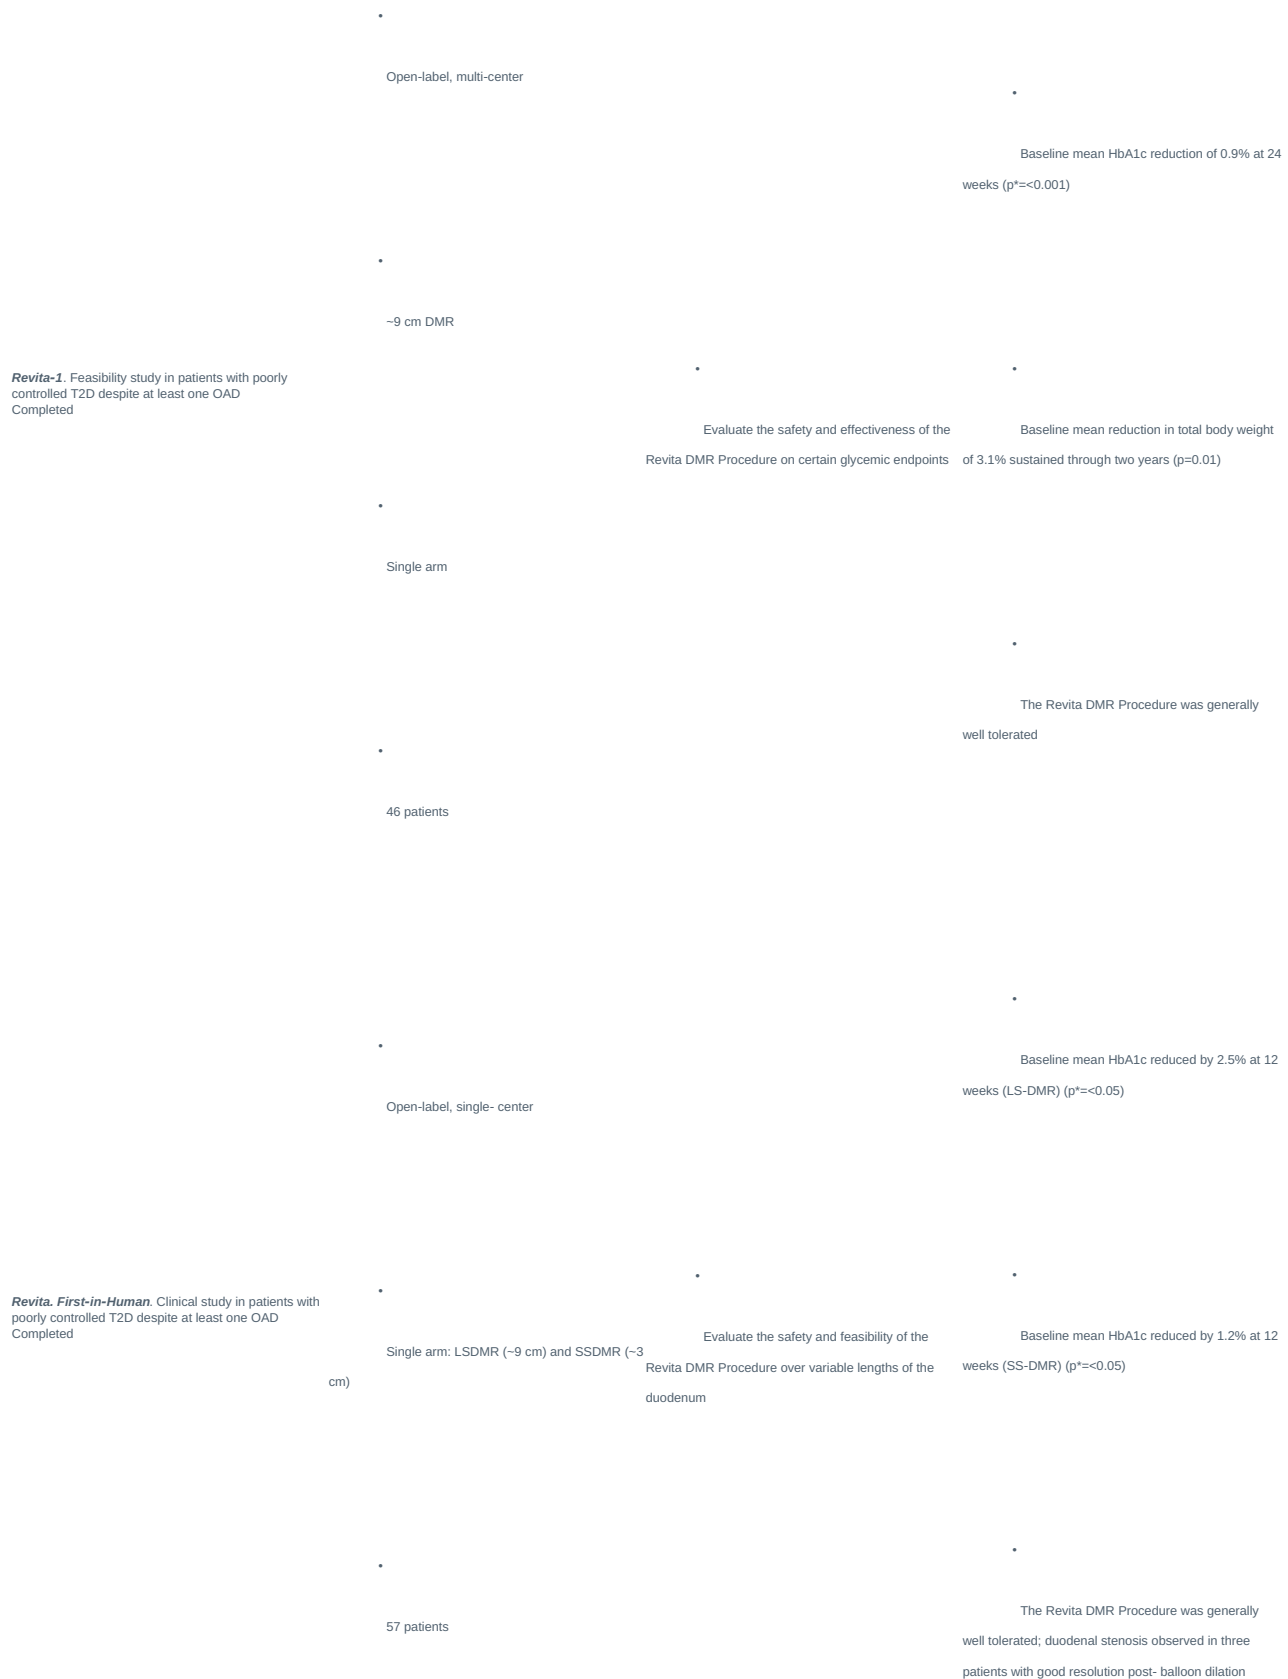 Revita-1. Feasibility study in patients with poorly
controlled T2D despite at least one OAD
Completed
•
Open-label, multi-center
•
~9 cm DMR
•
Single arm
•
46 patients
•
Evaluate the safety and effectiveness of the
Revita DMR Procedure on certain glycemic endpoints
•
Baseline mean HbA1c reduction of 0.9% at 24
weeks (p*=<0.001)
•
Baseline mean reduction in total body weight
of 3.1% sustained through two years (p=0.01)
•
The Revita DMR Procedure was generally
well tolerated
Revita. First-in-Human. Clinical study in patients with
poorly controlled T2D despite at least one OAD
Completed
•
Open-label, single- center
•
Single arm: LSDMR (~9 cm) and SSDMR (~3
cm)
•
57 patients
•
Evaluate the safety and feasibility of the
Revita DMR Procedure over variable lengths of the
duodenum
•
Baseline mean HbA1c reduced by 2.5% at 12
weeks (LS-DMR) (p*=<0.05)
•
Baseline mean HbA1c reduced by 1.2% at 12
weeks (SS-DMR) (p*=<0.05)
•
The Revita DMR Procedure was generally
well tolerated; duodenal stenosis observed in three
patients with good resolution post- balloon dilation